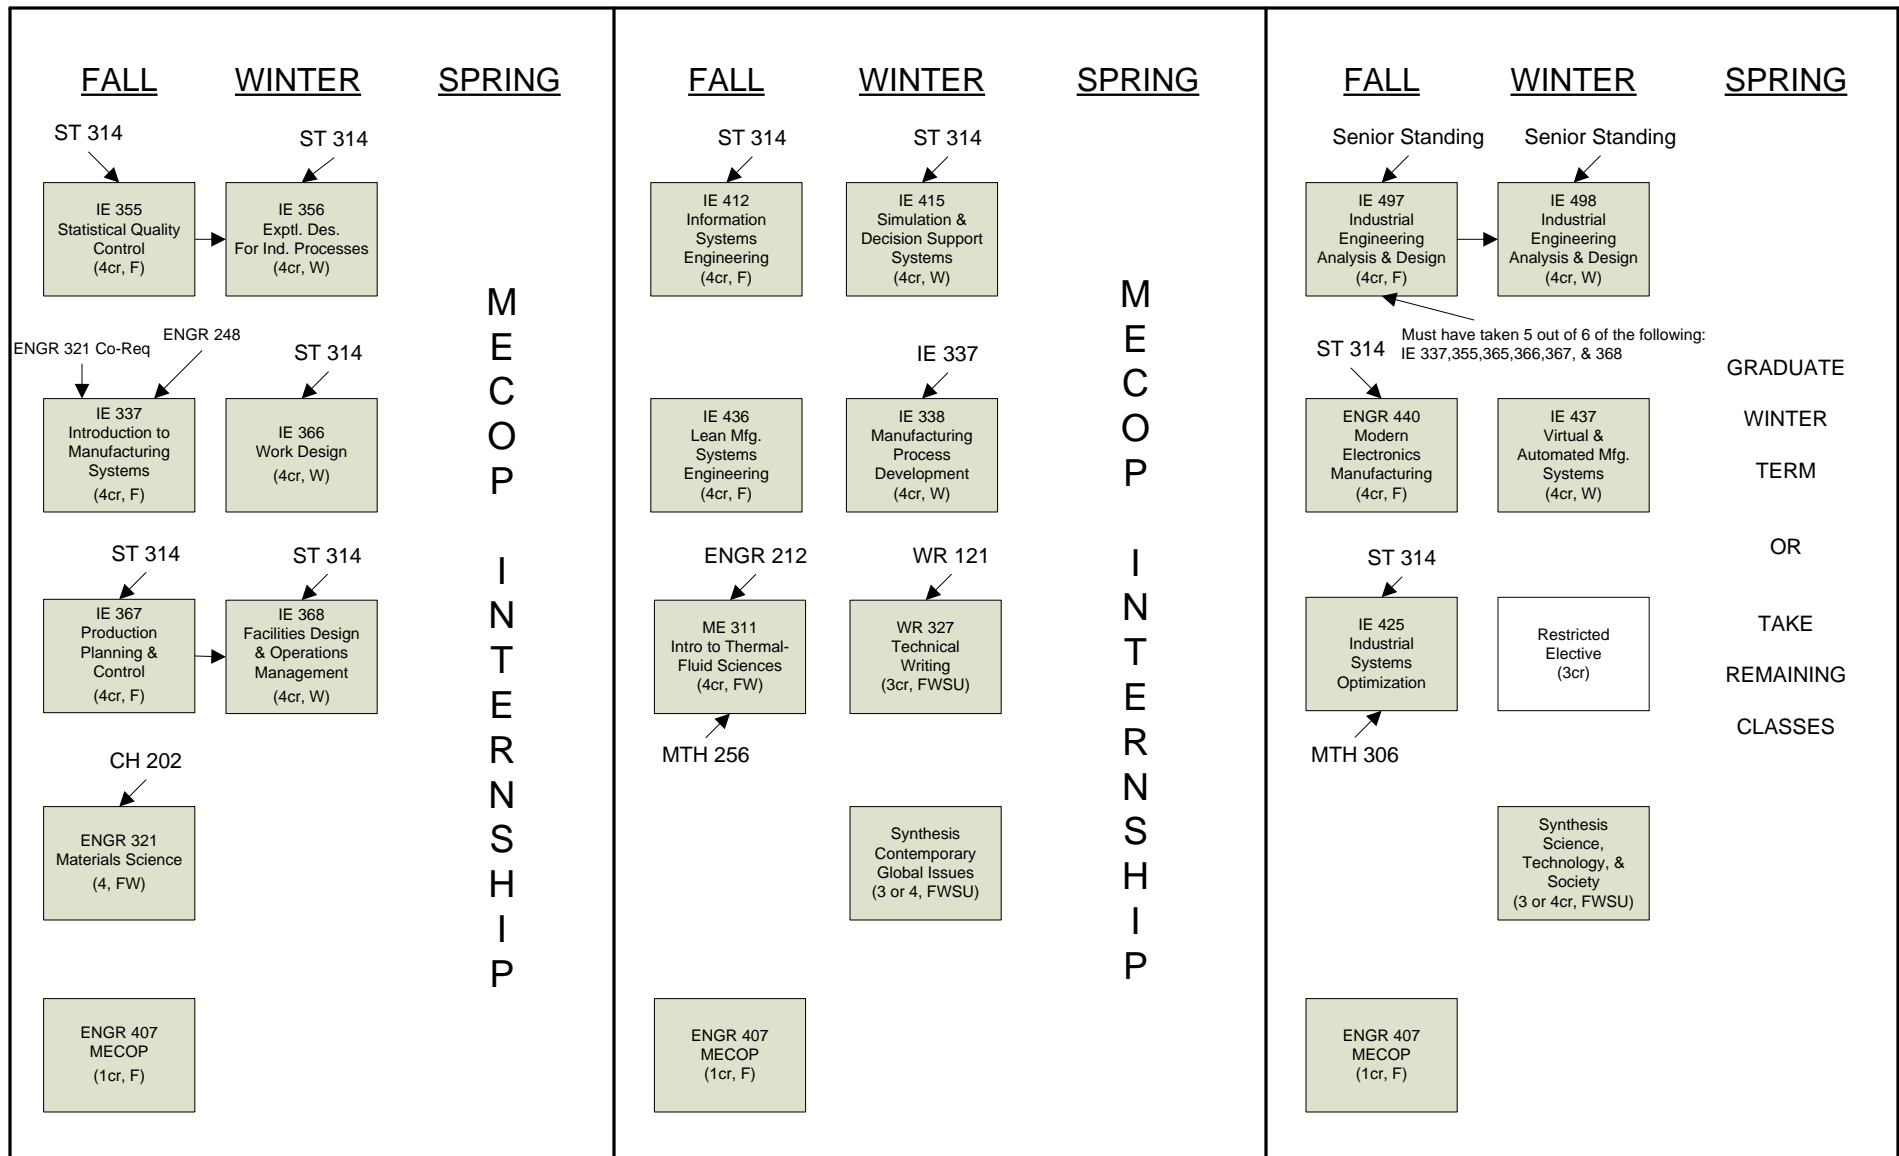 FALL
WINTER
SPRING
ST 314
ST 314
IE 355
Statistical Quality
Control
(4cr, F)
IE 356
Exptl. Des.
For Ind. Processes
(4cr, W)
ENGR 321 Co-Req
ENGR 248
ST 314
IE 337
Introduction to
Manufacturing
Systems
(4cr, F)
IE 366
Work Design
(4cr, W)
ST 314
ST 314
IE 367
Production
Planning &
Control
(4cr, F)
IE 368
Facilities Design
& Operations
Management
(4cr, W)
CH 202
ENGR 321
Materials Science
(4, FW)
ENGR 407
MECOP
(1cr, F)
MECOP INTERNSHIP
FALL
WINTER
SPRING
ST 314
ST 314
IE 412
Information
Systems
Engineering
(4cr, F)
IE 415
Simulation &
Decision Support
Systems
(4cr, W)
IE 337
IE 436
Lean Mfg.
Systems
Engineering
(4cr, F)
IE 338
Manufacturing
Process
Development
(4cr, W)
ENGR 212
WR 121
ME 311
Intro to Thermal-
Fluid Sciences
(4cr, FW)
WR 327
Technical
Writing
(3cr, FWSU)
MTH 256
Synthesis
Contemporary
Global Issues
(3 or 4, FWSU)
ENGR 407
MECOP
(1cr, F)
MECOP INTERNSHIP
FALL
WINTER
SPRING
Senior Standing
Senior Standing
IE 497
Industrial
Engineering
Analysis & Design
(4cr, F)
IE 498
Industrial
Engineering
Analysis & Design
(4cr, W)
Must have taken 5 out of 6 of the following:
IE 337,355,365,366,367, & 368
ST 314
ENGR 440
Modern
Electronics
Manufacturing
(4cr, F)
IE 437
Virtual &
Automated Mfg.
Systems
(4cr, W)
ST 314
IE 425
Industrial
Systems
Optimization
Restricted
Elective
(3cr)
MTH 306
Synthesis
Science,
Technology, &
Society
(3 or 4cr, FWSU)
ENGR 407
MECOP
(1cr, F)
GRADUATE
WINTER
TERM
OR
TAKE
REMAINING
CLASSES